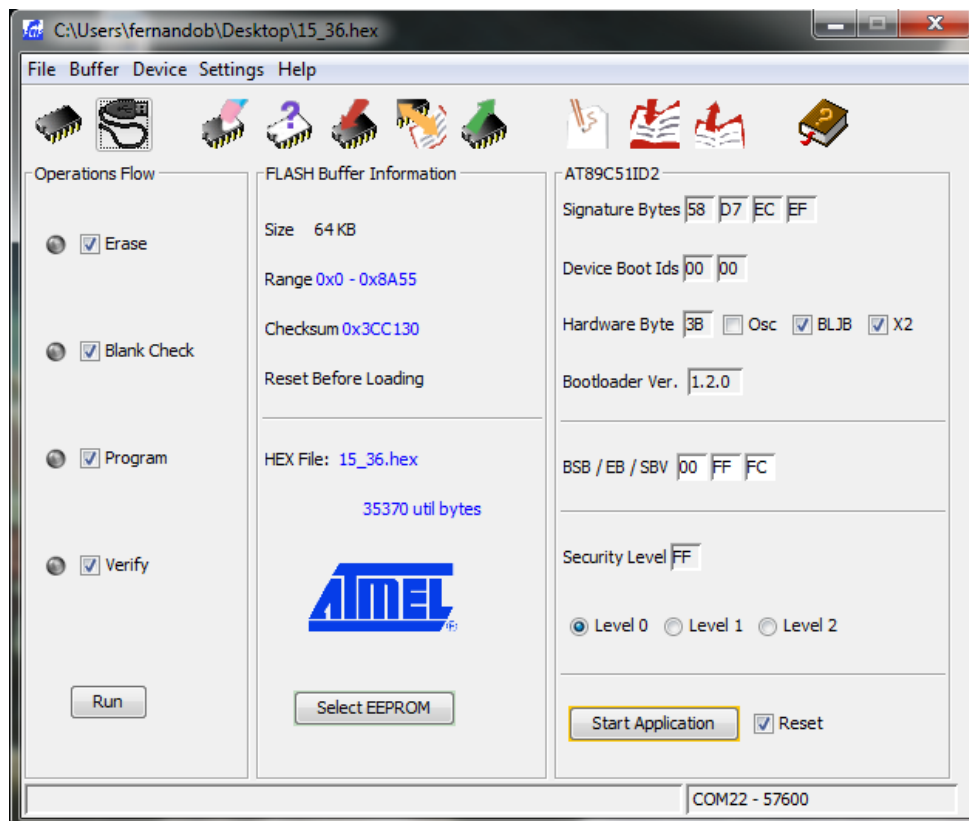 C:\Users\fernandob\Desktop\15_36.hex
File Buffer Device Settings Help
Operations Flow
Erase
Blank Check
Program
Verify
Run
FLASH Buffer Information
Size 64 KB
Range 0x0 - 0x8A55
Checksum 0x3CC130
Reset Before Loading
HEX File: 15_36.hex
35370 util bytes
ATMEL®
Select EEPROM
AT89C51ID2
Signature Bytes 58 D7 EC EF
Device Boot Ids 00 00
Hardware Byte 3B Osc BLJB X2
Bootloader Ver. 1.2.0
BSB / EB / SBV 00 FF FC
Security Level FF
Level 0 Level 1 Level 2
Start Application Reset
COM22 - 57600